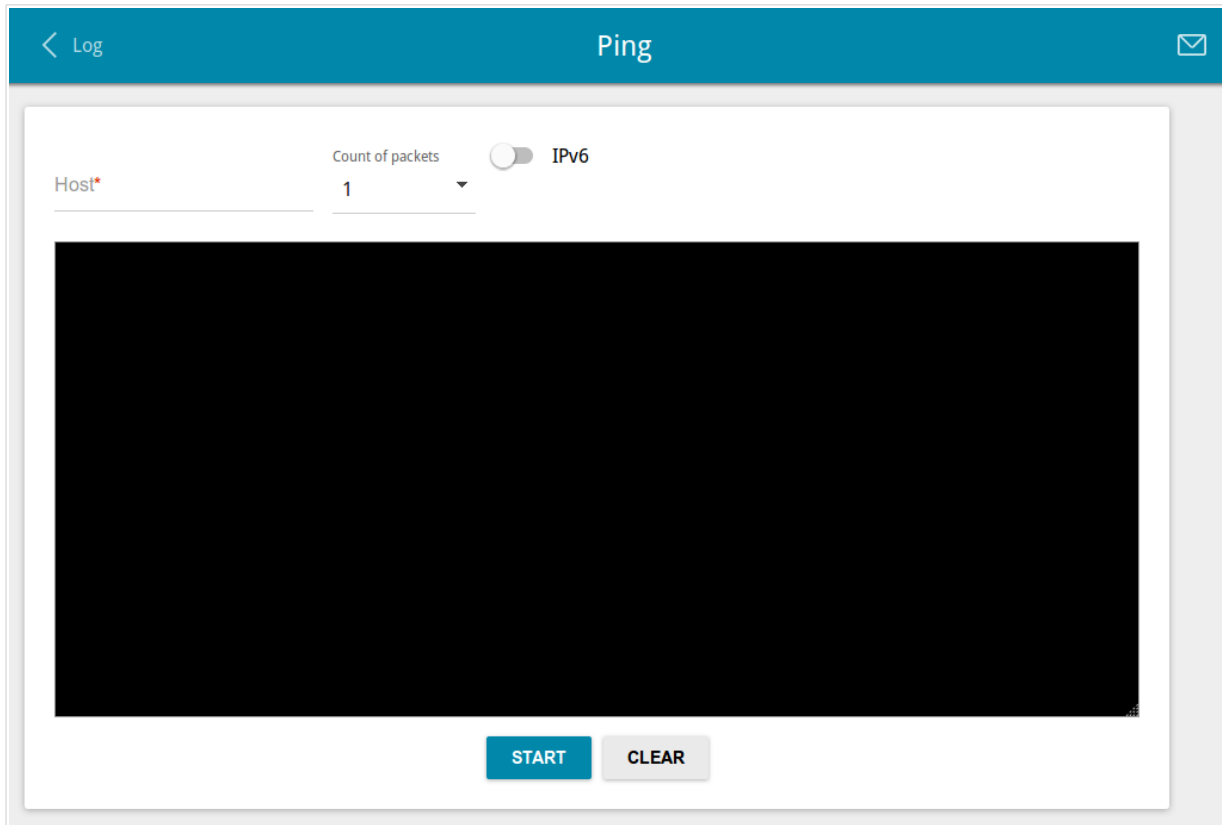 Log
Ping
Host*
Count of packets
1
IPv6
START
CLEAR